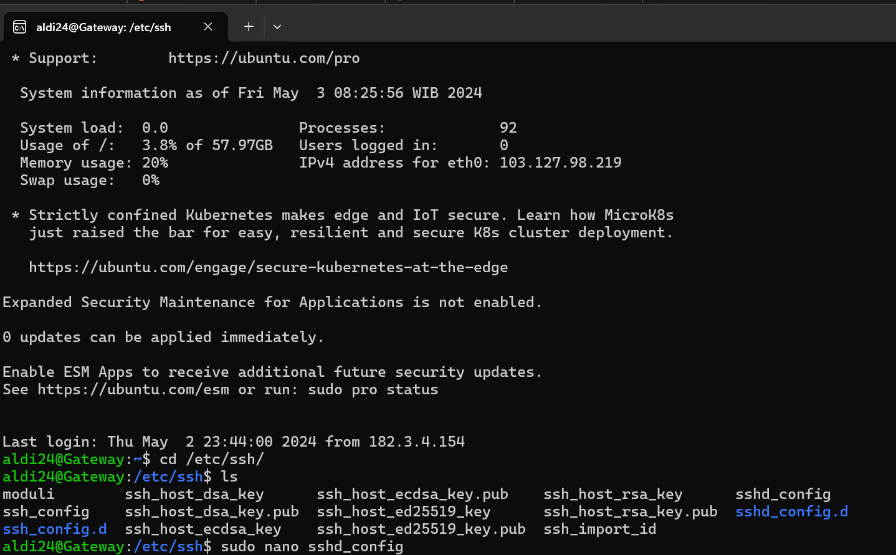 aldi24@Gateway: /etc/ssh
* Support:        https://ubuntu.com/pro
System information as of Fri May  3 08:25:56 WIB 2024
System load:  0.0               Processes:             92
Usage of /:   3.8% of 57.97GB   Users logged in:       0
Memory usage: 20%               IPv4 address for eth0: 103.127.98.219
Swap usage:   0%
* Strictly confined Kubernetes makes edge and IoT secure. Learn how MicroK8s
just raised the bar for easy, resilient and secure K8s cluster deployment.
https://ubuntu.com/engage/secure-kubernetes-at-the-edge
Expanded Security Maintenance for Applications is not enabled.
0 updates can be applied immediately.
Enable ESM Apps to receive additional future security updates.
See https://ubuntu.com/esm or run: sudo pro status
Last login: Thu May  2 23:44:00 2024 from 182.3.4.154
aldi24@Gateway:~$ cd /etc/ssh/
aldi24@Gateway:/etc/ssh$ ls
moduli        ssh_host_dsa_key      ssh_host_ecdsa_key.pub    ssh_host_rsa_key      sshd_config
ssh_config    ssh_host_dsa_key.pub  ssh_host_ed25519_key      ssh_host_rsa_key.pub  sshd_config.d
ssh_config.d  ssh_host_ecdsa_key    ssh_host_ed25519_key.pub  ssh_import_id
aldi24@Gateway:/etc/ssh$ sudo nano sshd_config